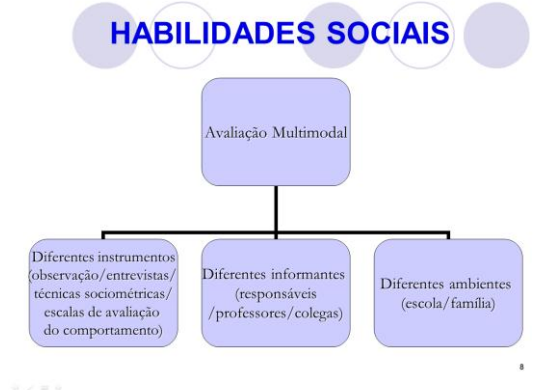 HABILIDADES SOCIAIS
Avaliação Multimodal
Diferentes instrumentos
(observação/entrevistas/
técnicas sociométricas/
escalas de avaliação
do comportamento)
Diferentes informantes
(responsáveis
/professores/colegas)
Diferentes ambientes
(escola/família)
8